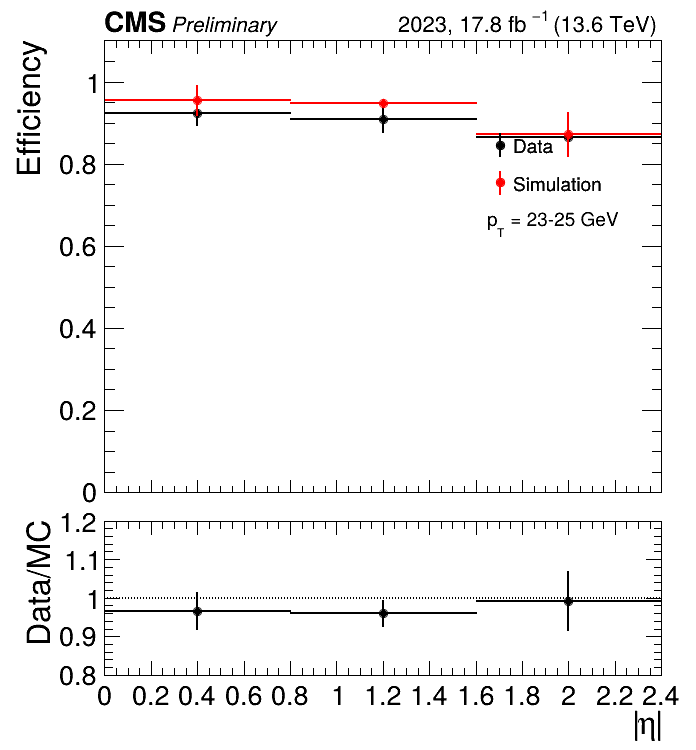 CMS Preliminary 2023, 17.8 fb⁻¹ (13.6 TeV)
Efficiency
1
0.8
0.6
0.4
0.2
0
Data
Simulation
p_T = 23-25 GeV
Data/MC
1.2
1.1
1
0.9
0.8
0 0.2 0.4 0.6 0.8 1 1.2 1.4 1.6 1.8 2 2.2 2.4
|η|